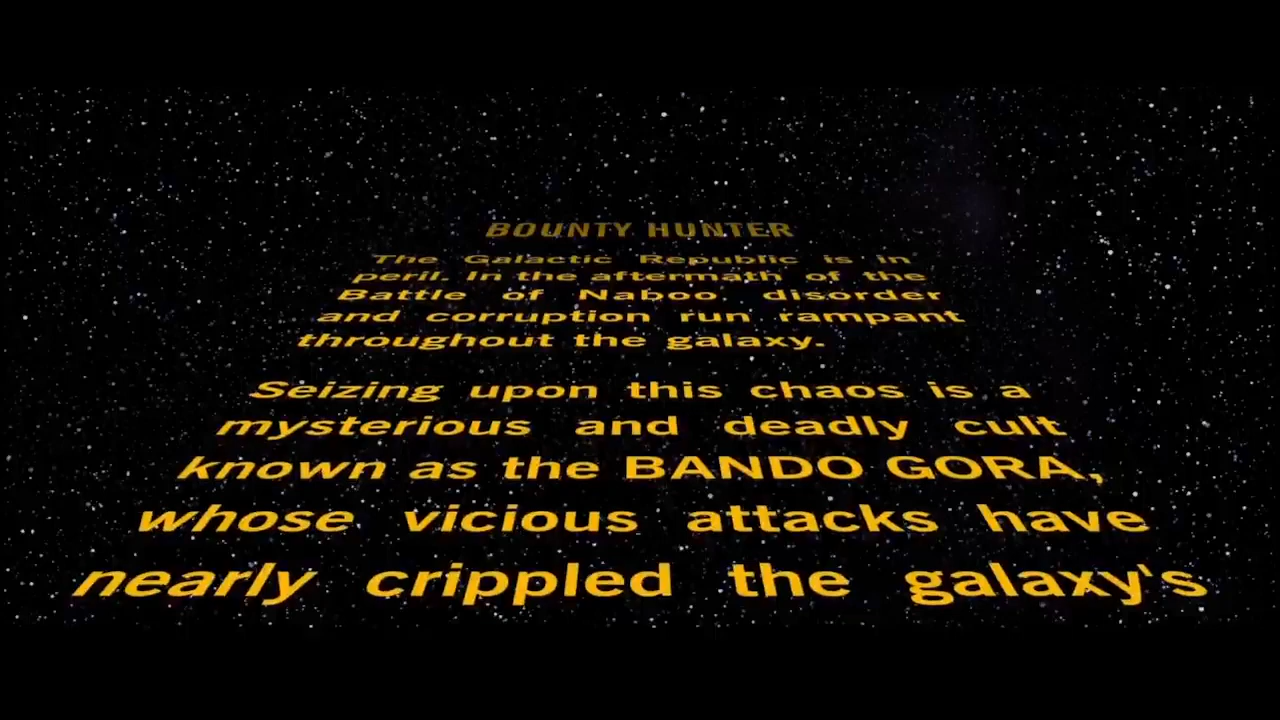 BOUNTY HUNTER
The Galactic Republic is in
peril. In the aftermath of the
Battle of Naboo disorder
and corruption run rampant
throughout the galaxy.
Seizing upon this chaos is a
mysterious and deadly cult
known as the BANDO GORA,
whose vicious attacks have
nearly crippled the galaxy's